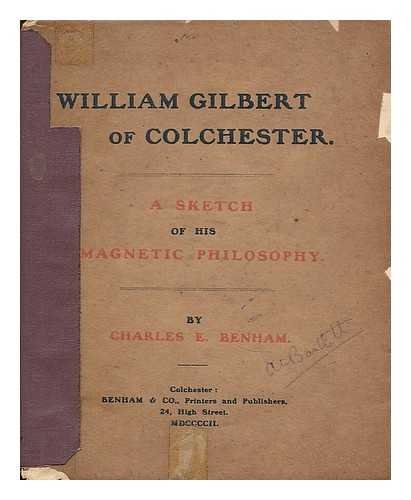 WILLIAM GILBERT
OF COLCHESTER.
A SKETCH
OF HIS
MAGNETIC PHILOSOPHY.
BY
CHARLES E. BENHAM.
Colchester:
BENHAM & CO., Printers and Publishers,
24, High Street.
MDCCCCII.